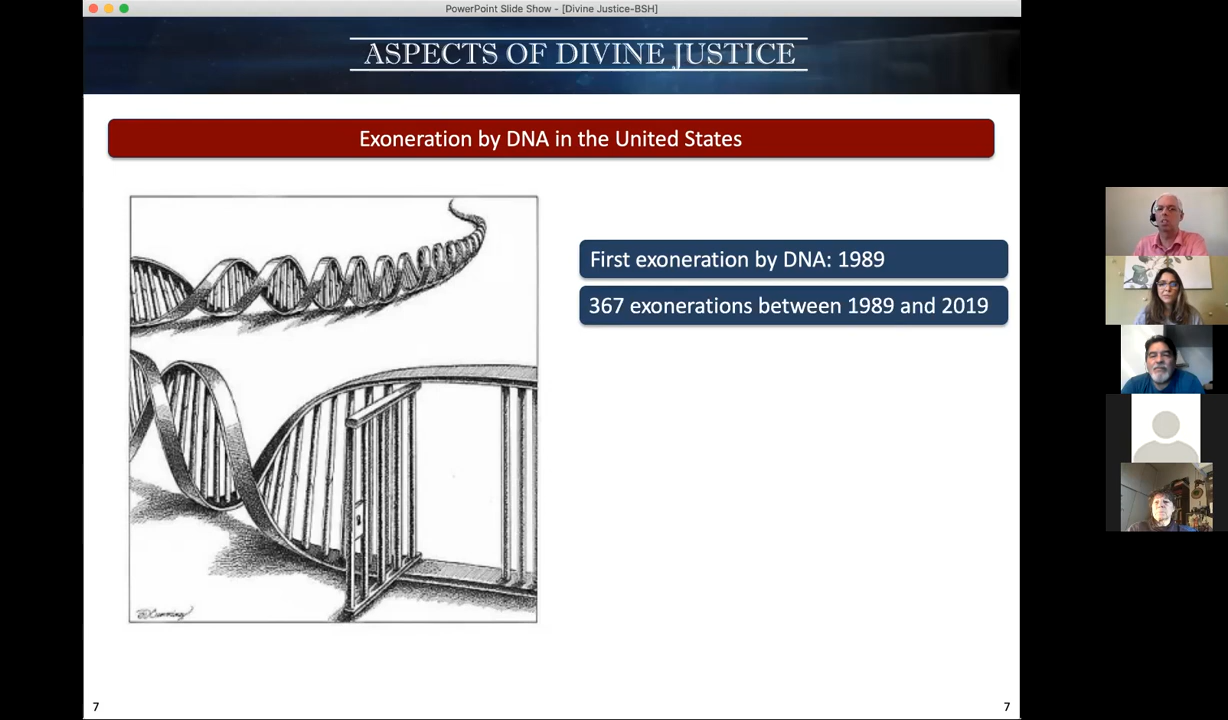 PowerPoint Slide Show - [Divine Justice-BSH]
ASPECTS OF DIVINE JUSTICE
Exoneration by DNA in the United States
First exoneration by DNA: 1989
367 exonerations between 1989 and 2019
7
7